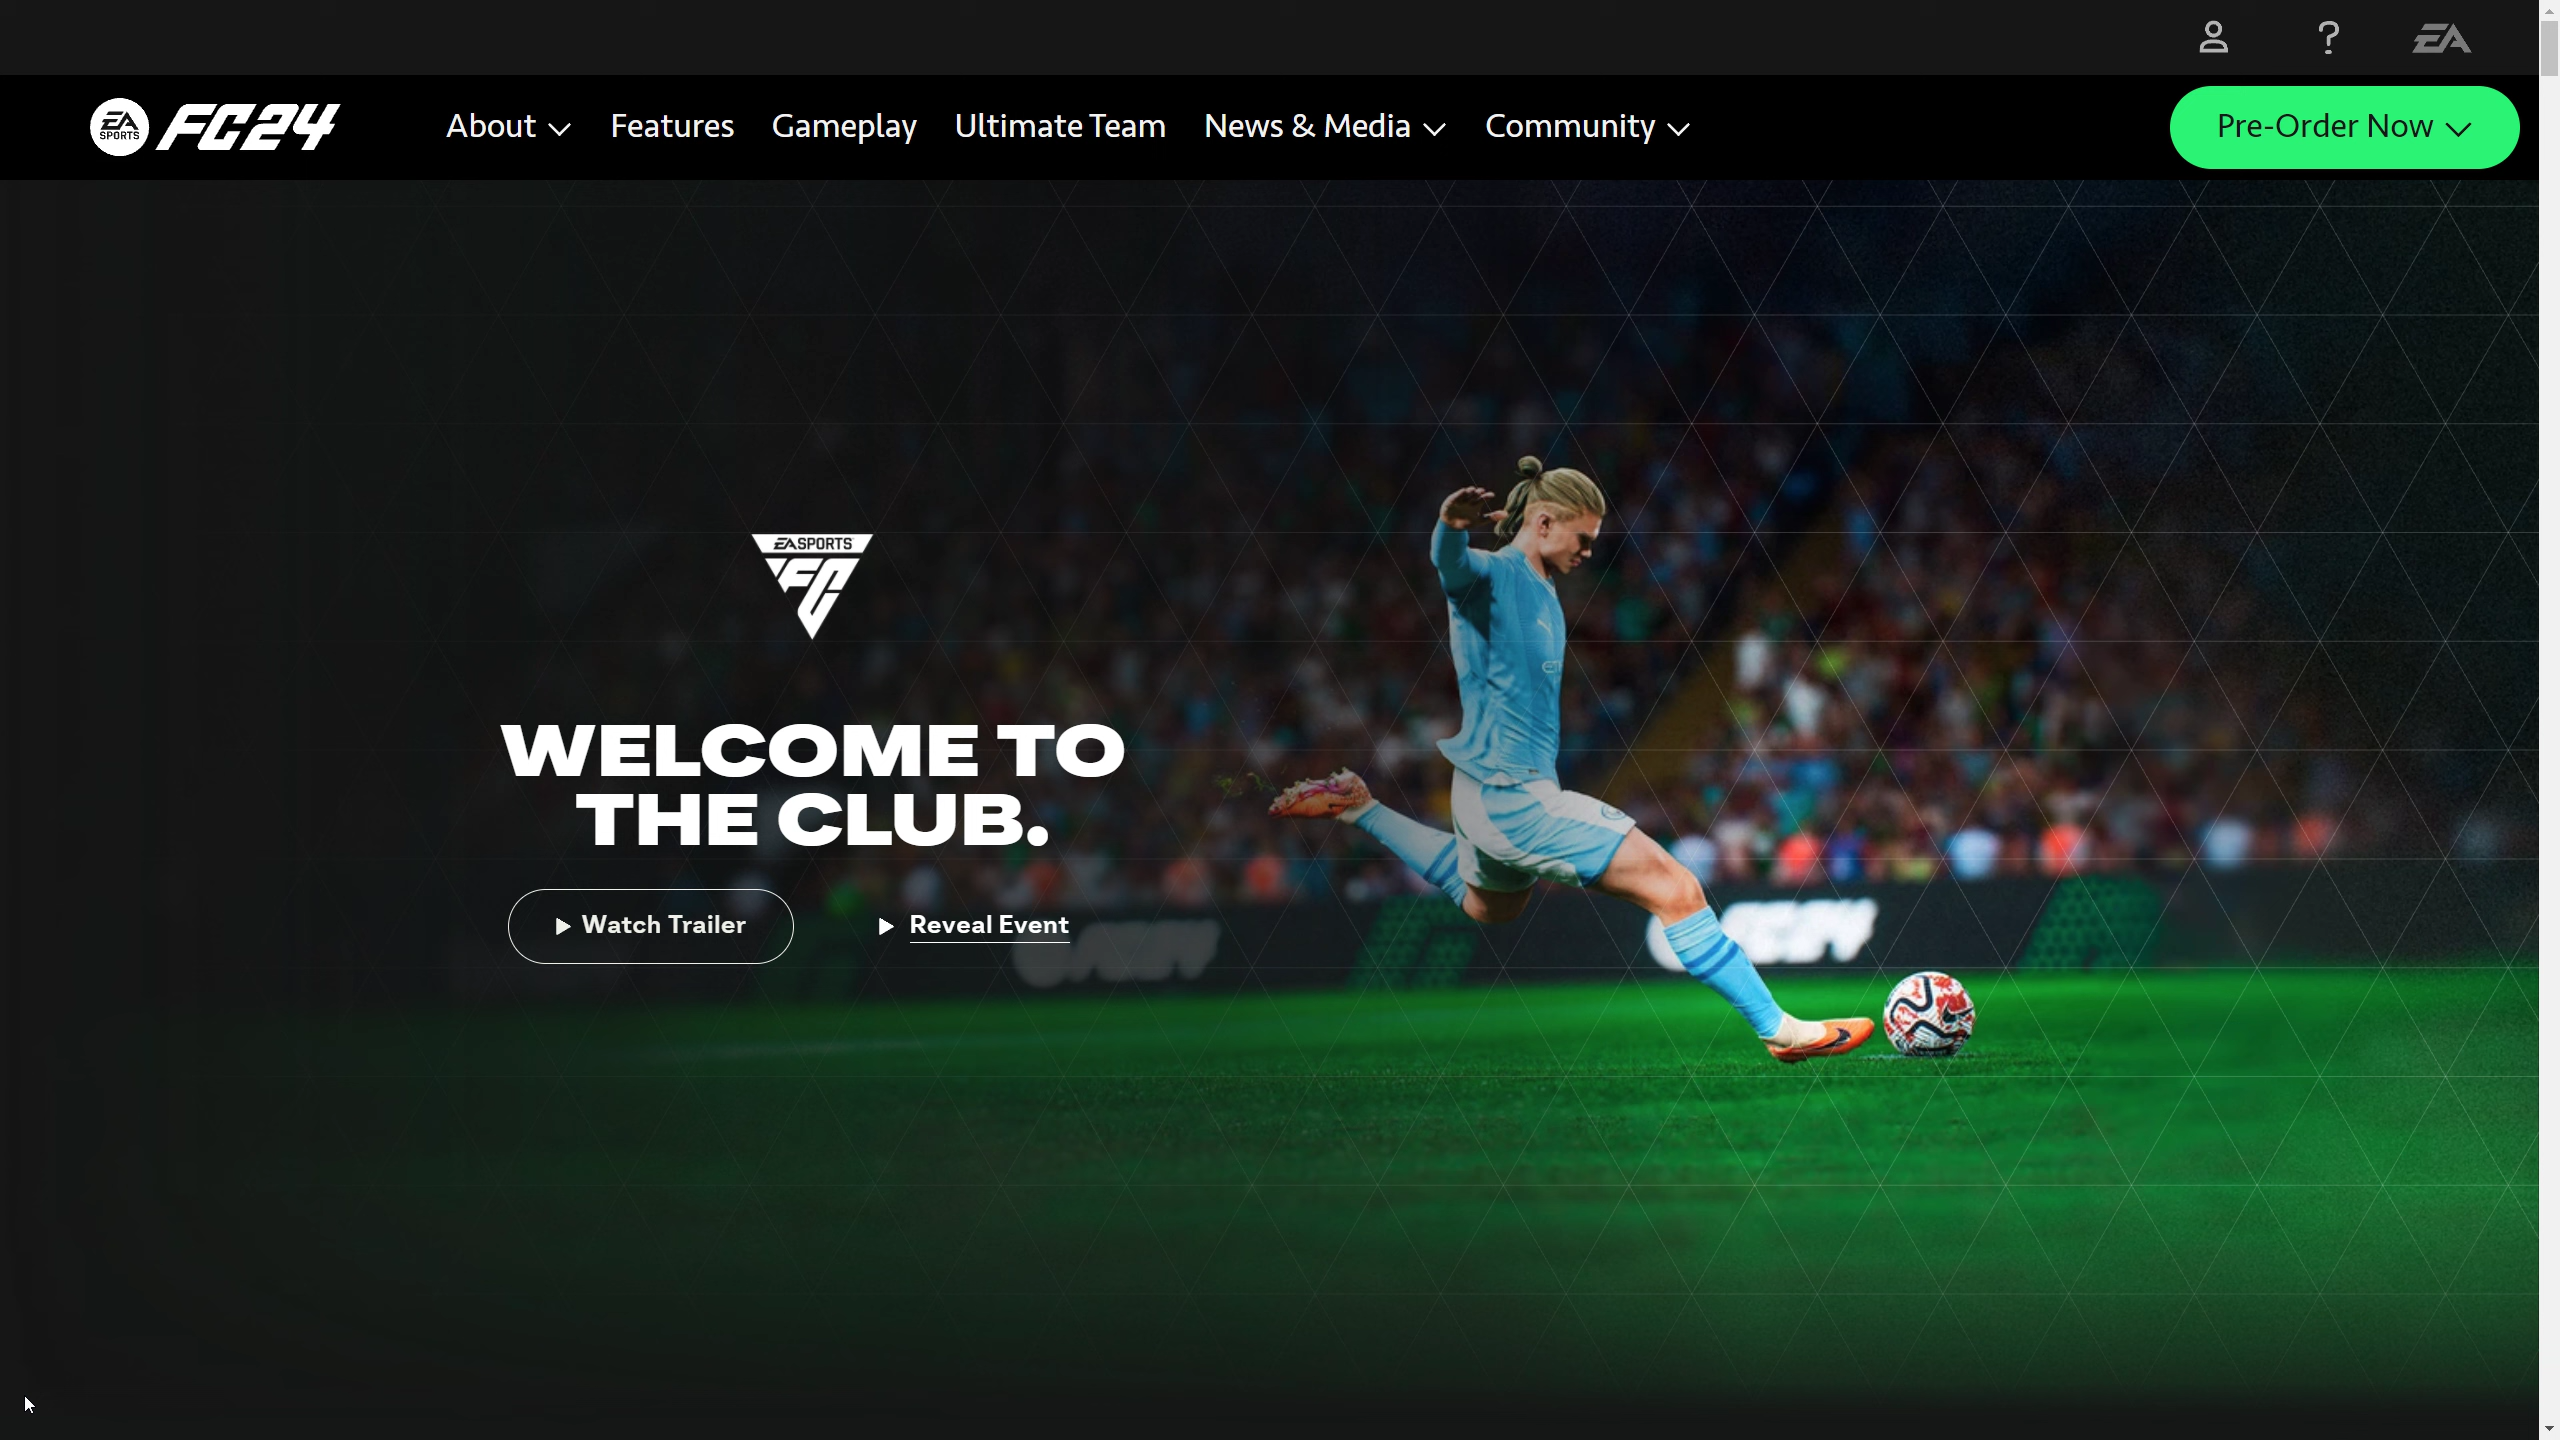 EA
EA SPORTS FC24
About
Features
Gameplay
Ultimate Team
News & Media
Community
Pre-Order Now
EA SPORTS
FC
WELCOME TO
THE CLUB.
Watch Trailer
Reveal Event